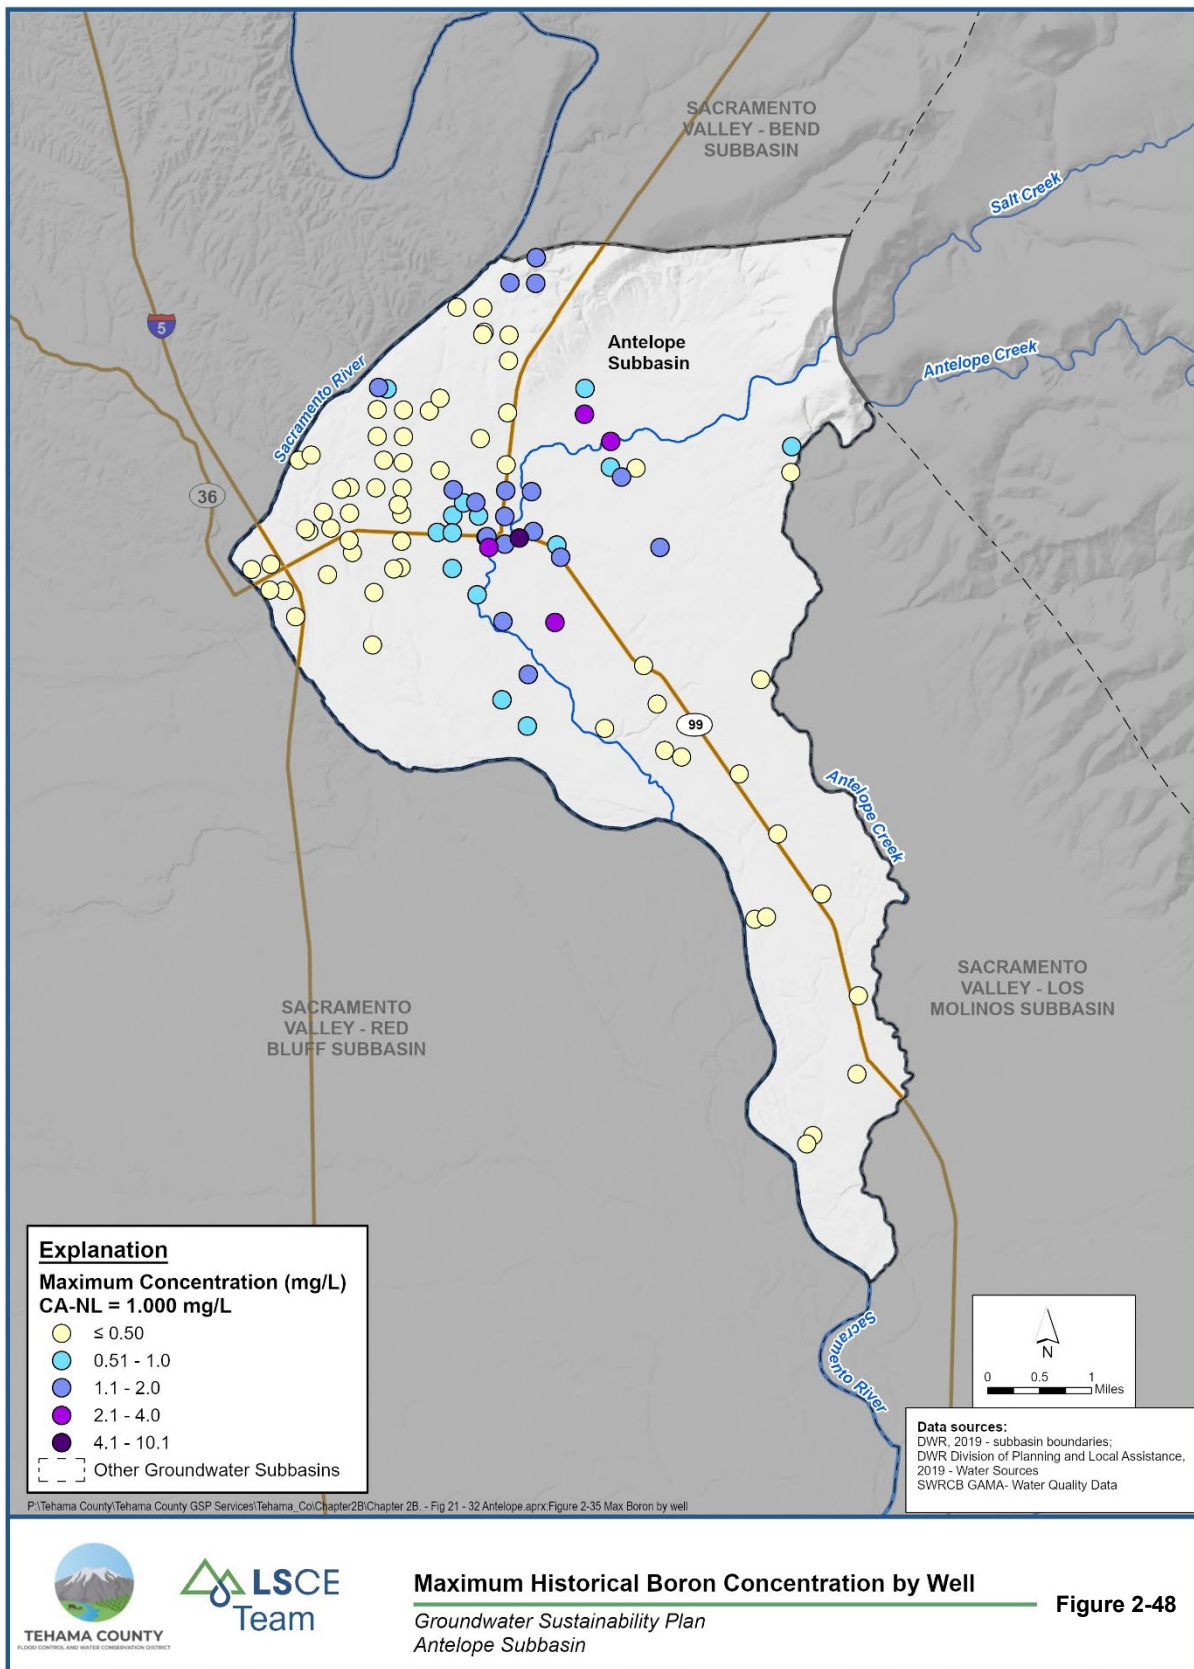 SACRAMENTO
VALLEY - BEND
SUBBASIN
Salt Creek
Antelope Creek
5
Sacramento River
Antelope
Subbasin
36
99
Antelope Creek
SACRAMENTO
VALLEY - LOS
MOLINOS SUBBASIN
SACRAMENTO
VALLEY - RED
BLUFF SUBBASIN
Sacramento River
Explanation
Maximum Concentration (mg/L)
CA-NL = 1.000 mg/L
≤ 0.50
0.51 - 1.0
1.1 - 2.0
2.1 - 4.0
4.1 - 10.1
Other Groundwater Subbasins
N
0 0.5 1
Miles
Data sources:
DWR, 2019 - subbasin boundaries;
DWR Division of Planning and Local Assistance,
2019 - Water Sources
SWRCB GAMA- Water Quality Data
P:\Tehama County\Tehama County GSP Services\Tehama_Co\Chapter2B\Chapter 2B. - Fig 21 - 32 Antelope.aprx:Figure 2-35 Max Boron by well
TEHAMA COUNTY
FLOOD CONTROL AND WATER CONSERVATION DISTRICT
LSCE
Team
Maximum Historical Boron Concentration by Well
Groundwater Sustainability Plan
Antelope Subbasin
Figure 2-48